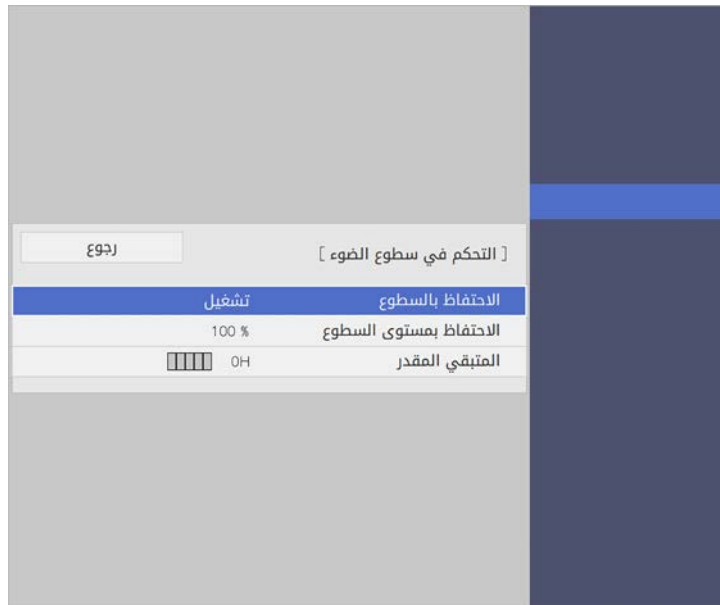 [ التحكم في سطوع الضوء ] رجوع
الاحتفاظ بالسطوع تشغيل
الاحتفاظ بمستوى السطوع 100 %
المتبقي المقدر 0H